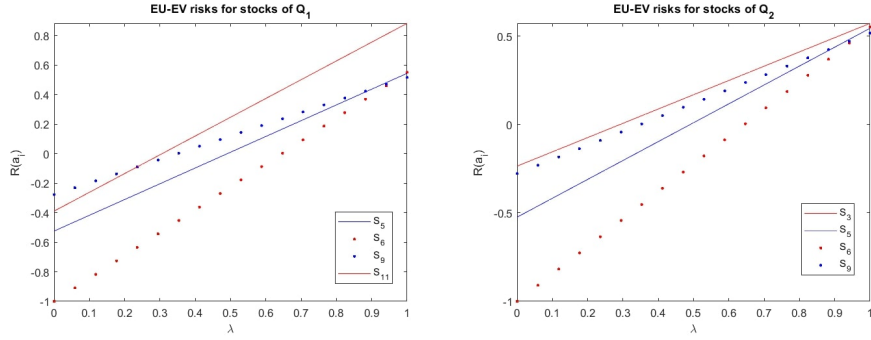 EU-EV risks for stocks of Q1
R(a_i)
0.8
0.6
0.4
0.2
0
-0.2
-0.4
-0.6
-0.8
-1
0 0.1 0.2 0.3 0.4 0.5 0.6 0.7 0.8 0.9 1
λ
S5
S6
S9
S11
EU-EV risks for stocks of Q2
R(a_i)
0.5
0
-0.5
-1
0 0.1 0.2 0.3 0.4 0.5 0.6 0.7 0.8 0.9 1
λ
S3
S5
S6
S9